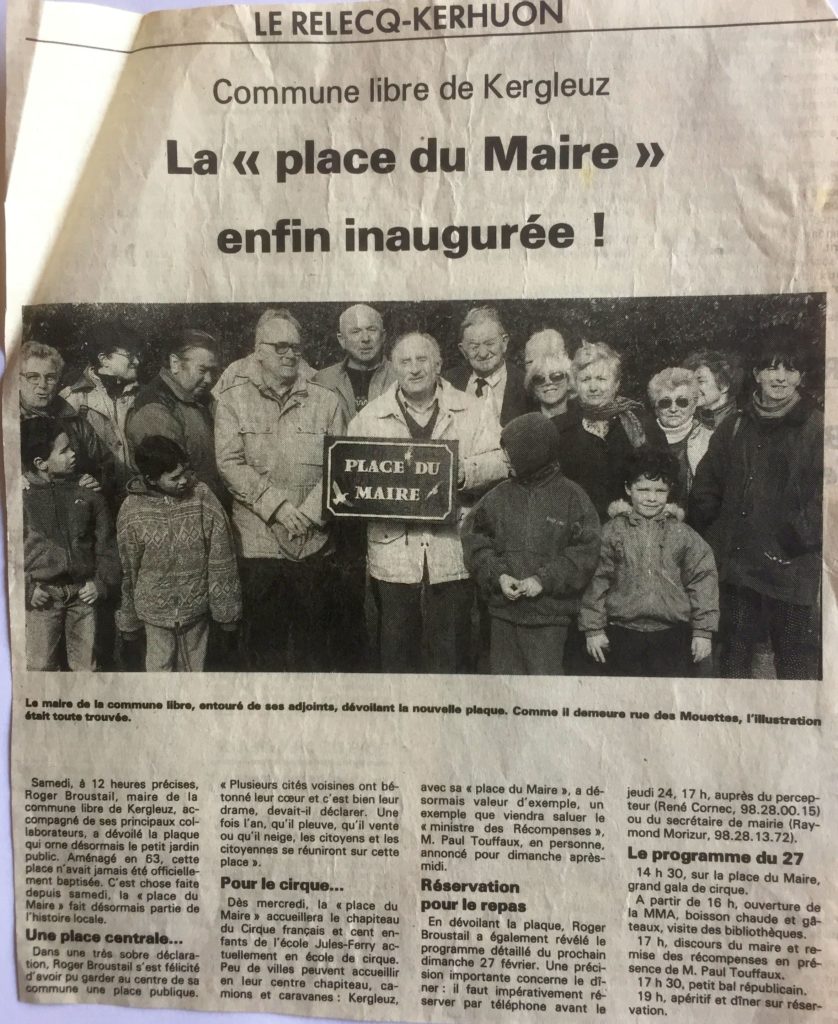 LE RELECQ-KERHUON
Commune libre de Kergleuz
La « place du Maire »
enfin inaugurée !
PLACE DU
MAIRE
Le maire de la commune libre, entouré de ses adjoints, dévoilant la nouvelle plaque. Comme il demeure rue des Mouettes, l'illustration
était toute trouvée.
Samedi, à 12 heures précises,
Roger Broustail, maire de la
commune libre de Kergleuz, ac-
compagné de ses principaux col-
laborateurs, a dévoilé la plaque
qui orne désormais le petit jardin
public. Aménagé en 63, cette
place n'avait jamais été officiel-
lement baptisée. C'est chose faite
depuis samedi, la « place du
Maire » fait désormais partie de
l'histoire locale.
Une place centrale...
Dans une très sobre déclara-
tion, Roger Broustail s'est félicité
d'avoir pu garder au centre de sa
commune une place publique.
« Plusieurs cités voisines ont bé-
tonné leur cœur et c'est bien leur
drame, devait-il déclarer. Une
fois l'an, qu'il pleuve, qu'il vente
ou qu'il neige, les citoyens et les
citoyennes se réuniront sur cette
place ».
Pour le cirque...
Dès mercredi, la « place du
Maire » accueillera le chapiteau
du Cirque français et cent en-
fants de l'école Jules-Ferry actu-
ellement en école de cirque.
Peu de villes peuvent accueillir
en leur centre chapiteau, ca-
mions et caravanes : Kergleuz,
avec sa « place du Maire », a dé-
sormais valeur d'exemple, un
exemple que viendra saluer le
« ministre des Récompenses »,
M. Paul Touffaux, en personne,
annoncé pour dimanche après-
midi.
Réservation
pour le repas
En dévoilant la plaque, Roger
Broustail a également révélé le
programme détaillé du prochain
dimanche 27 février. Une préci-
sion importante concerne le dî-
ner : il faut impérativement ré-
server par téléphone avant le
jeudi 24, 17 h, auprès du percep-
teur (René Cornec, 98.28.00.15)
ou du secrétaire de mairie (Ray-
mond Morizur, 98.28.13.72).
Le programme du 27
14 h 30, sur la place du Maire,
grand gala de cirque.
A partir de 16 h, ouverture de
la MMA, boisson chaude et gâ-
teaux, visite des bibliothèques.
17 h, discours du maire et re-
mise des récompenses en pré-
sence de M. Paul Touffaux.
17 h 30, petit bal républicain.
19 h, apéritif et dîner sur réser-
vation.